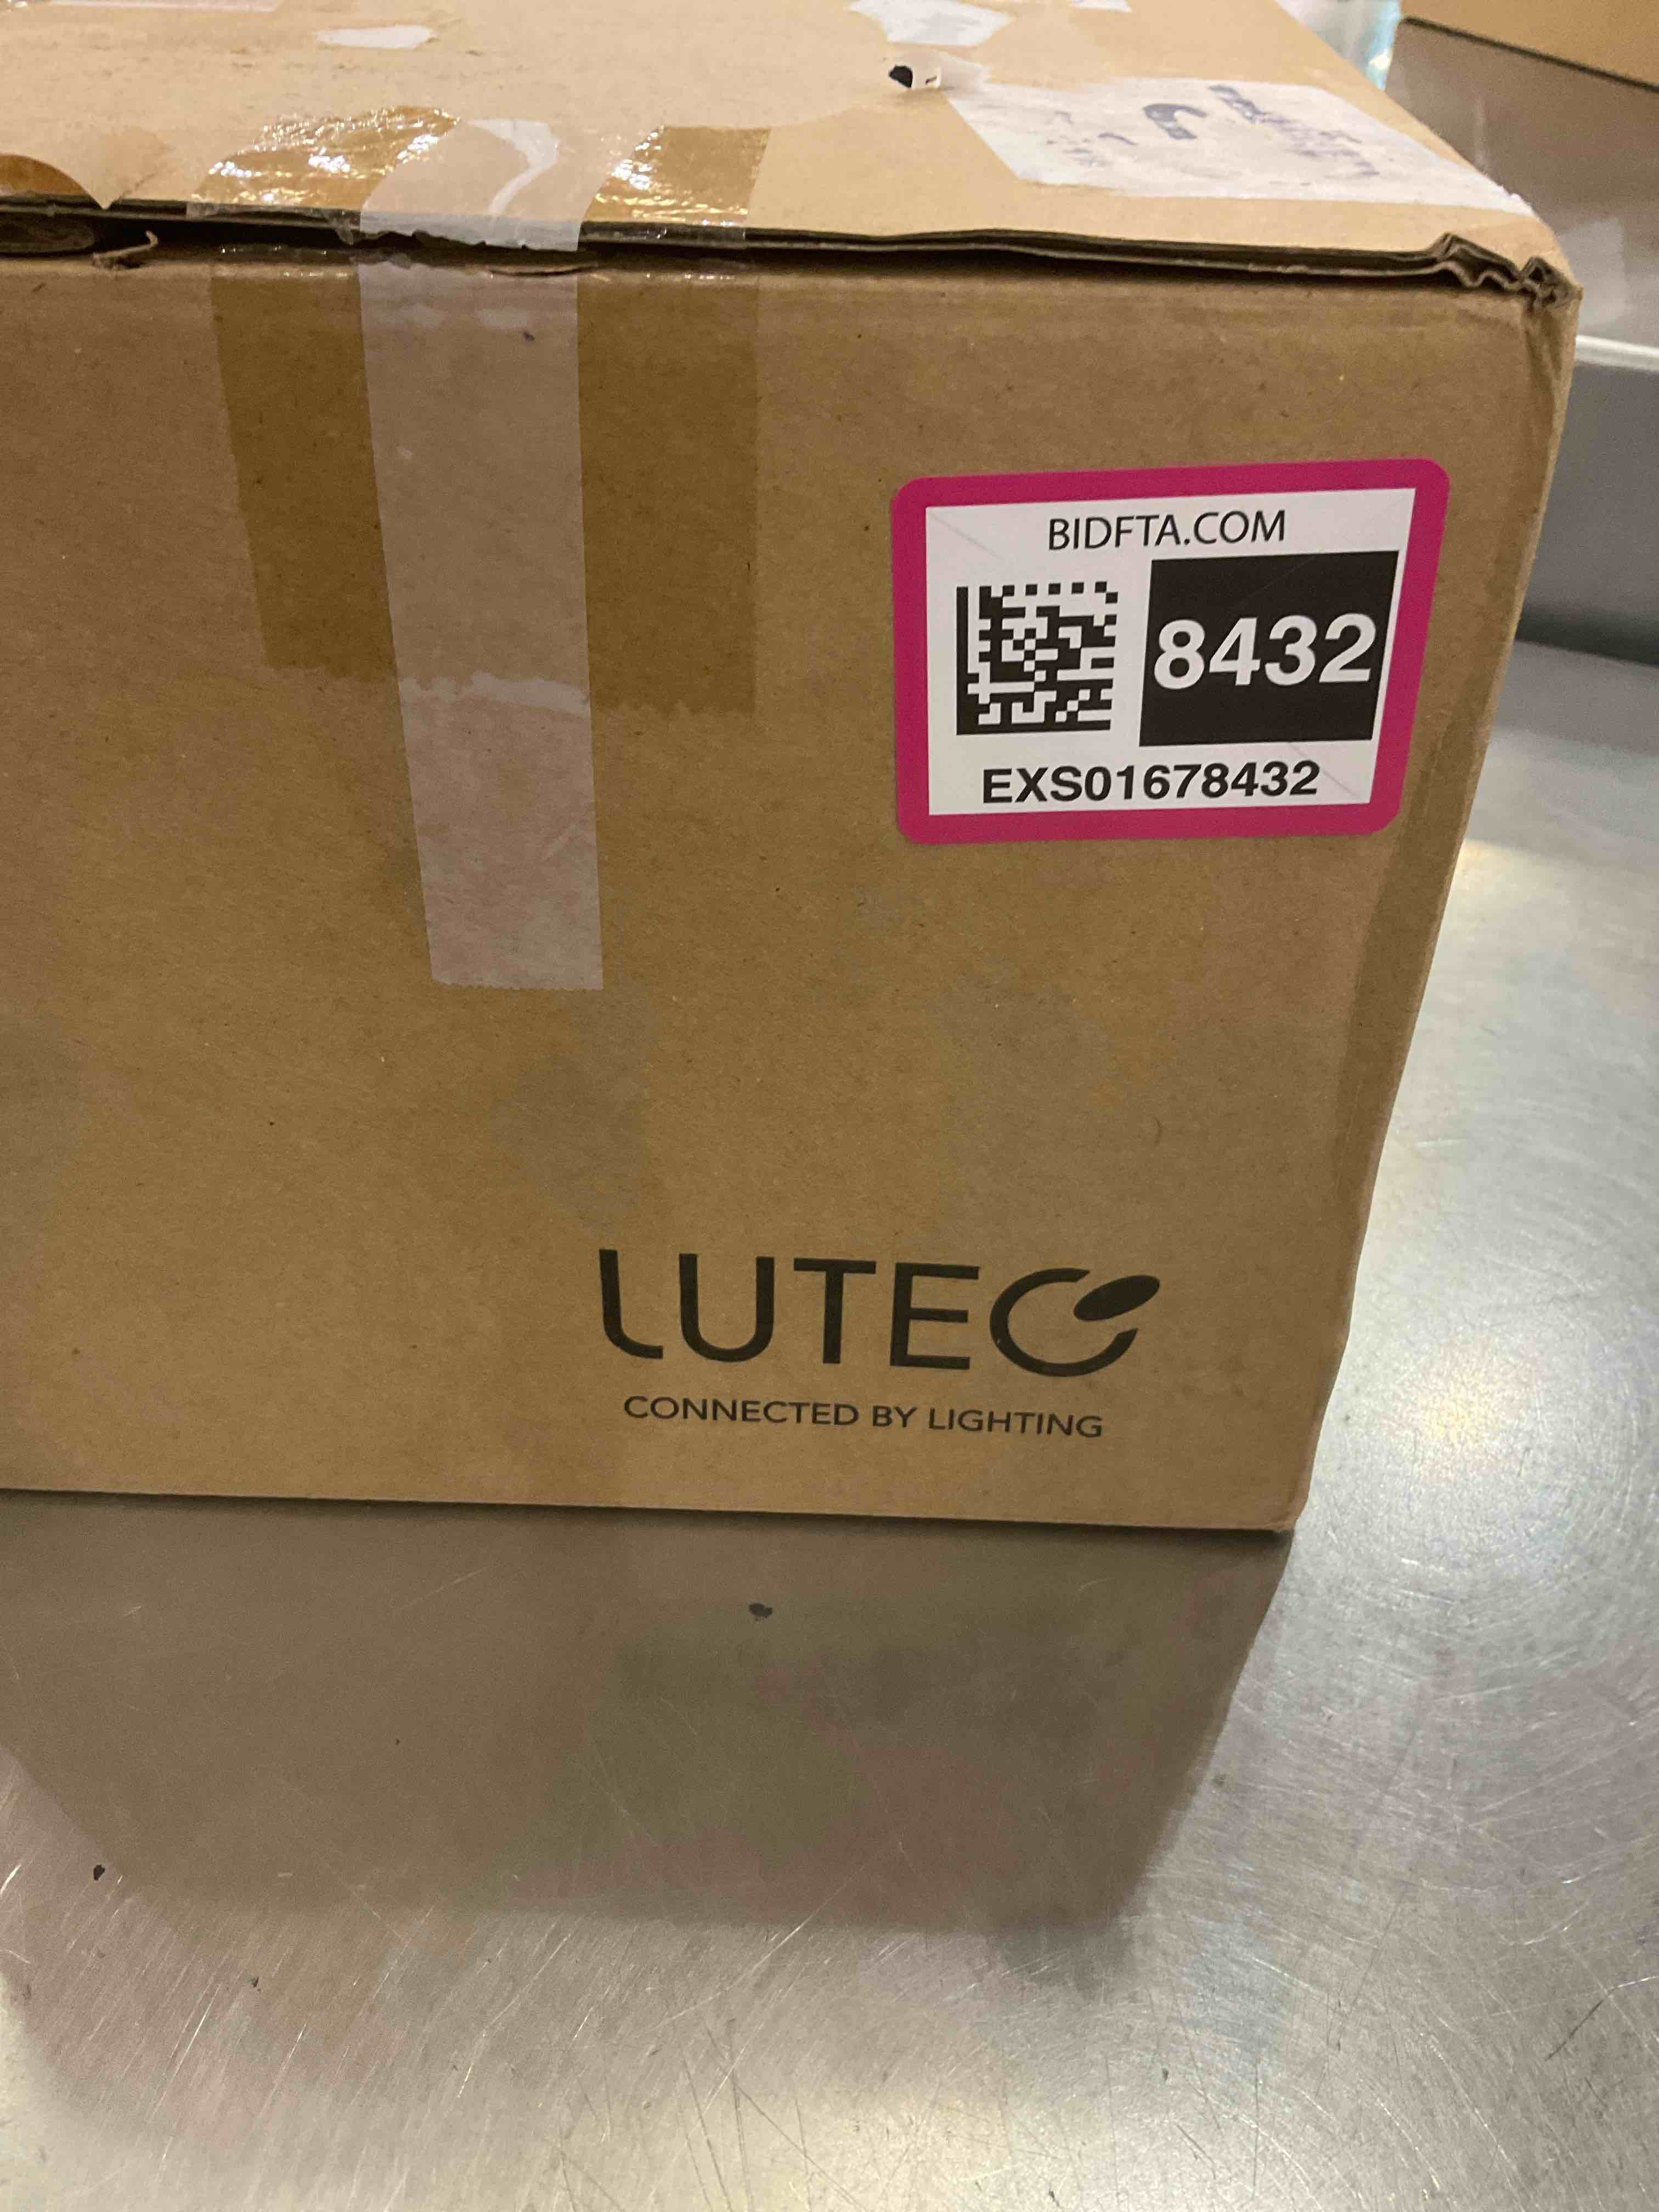 BIDFTA.COM
8432
EXS01678432
LUTEC
CONNECTED BY LIGHTING